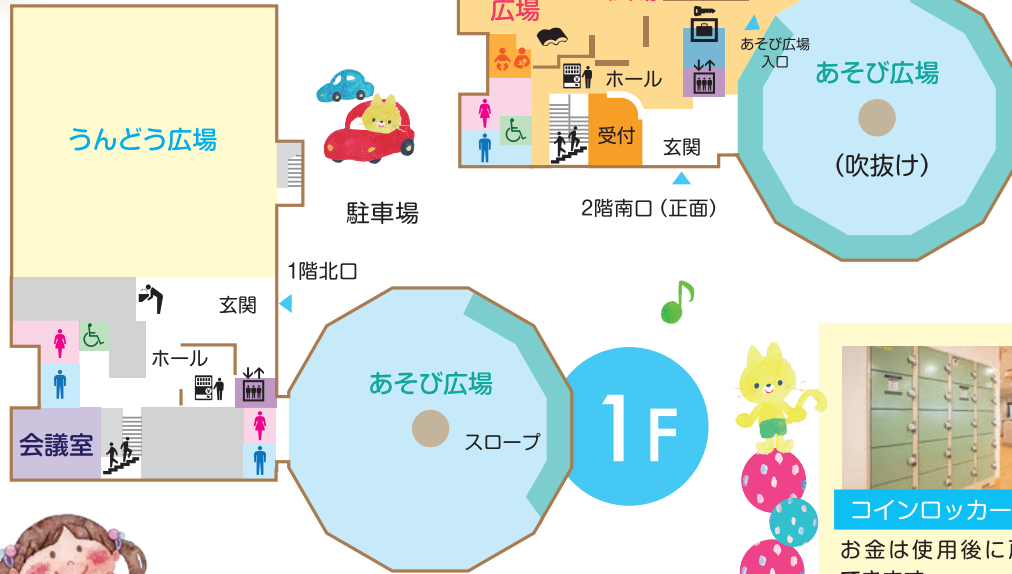 広場
あそび広場
入口
ホール
あそび広場
うんどう広場
受付
玄関
(吹抜け)
駐車場
2階南口(正面)
1階北口
玄関
ホール
あそび広場
1F
会議室
スロープ
コインロッカー
お金は使用後に